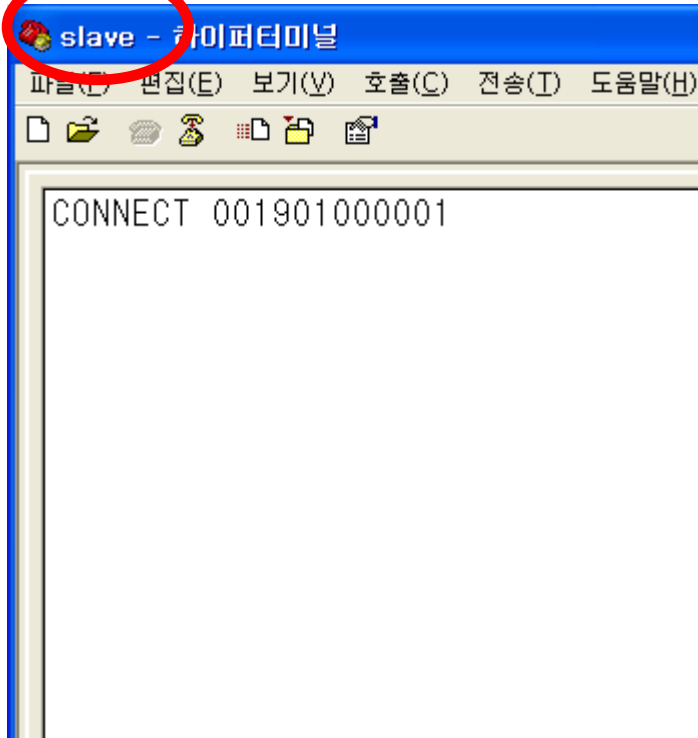 slave - 하이퍼터미널
파일(F) 편집(E) 보기(V) 호출(C) 전송(T) 도움말(H)
CONNECT 001901000001